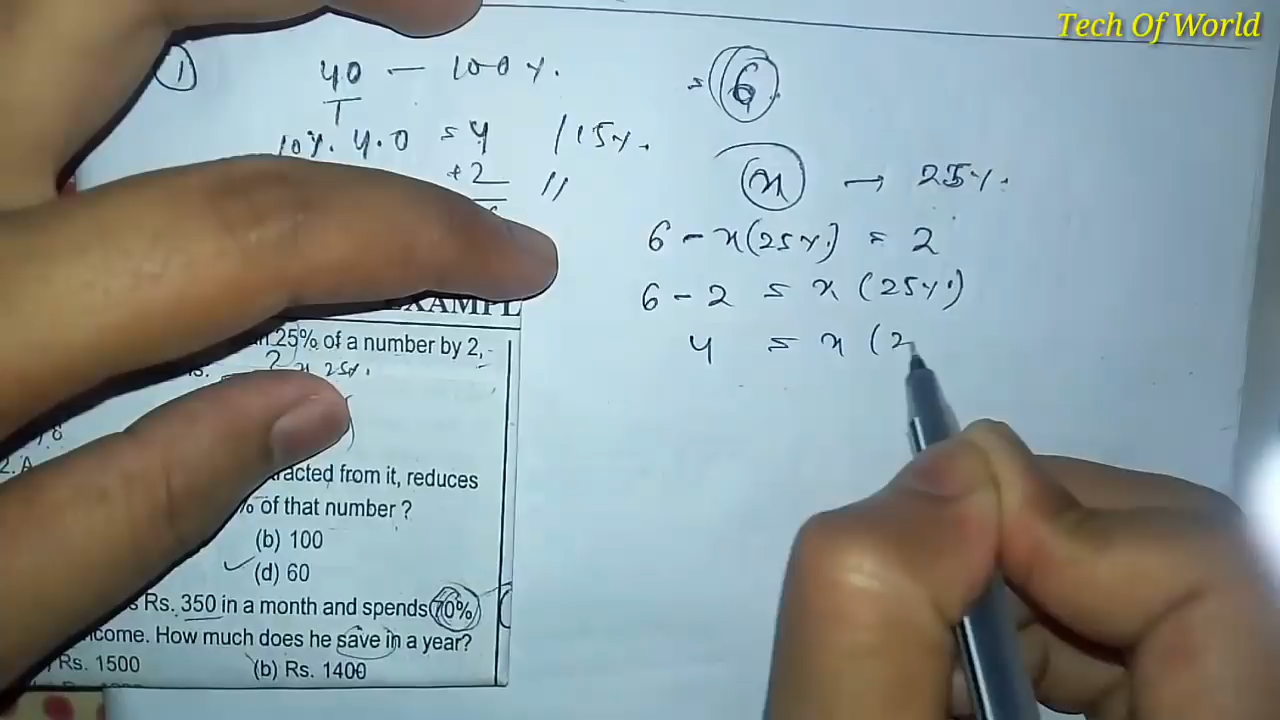 Tech Of World
① 40 — 100%.
10%. 4.0 = 4 /15%.
+2 //
= 6
x → 25%.
6 - x(25%) = 2
6 - 2 = x (25%)
4 = x (2
EXAMPL
25% of a number by 2,
? x 25%.
8
2. A
acted from it, reduces
% of that number ?
(b) 100
(d) 60
Rs. 350 in a month and spends 70%
come. How much does he save in a year?
Rs. 1500 (b) Rs. 1400